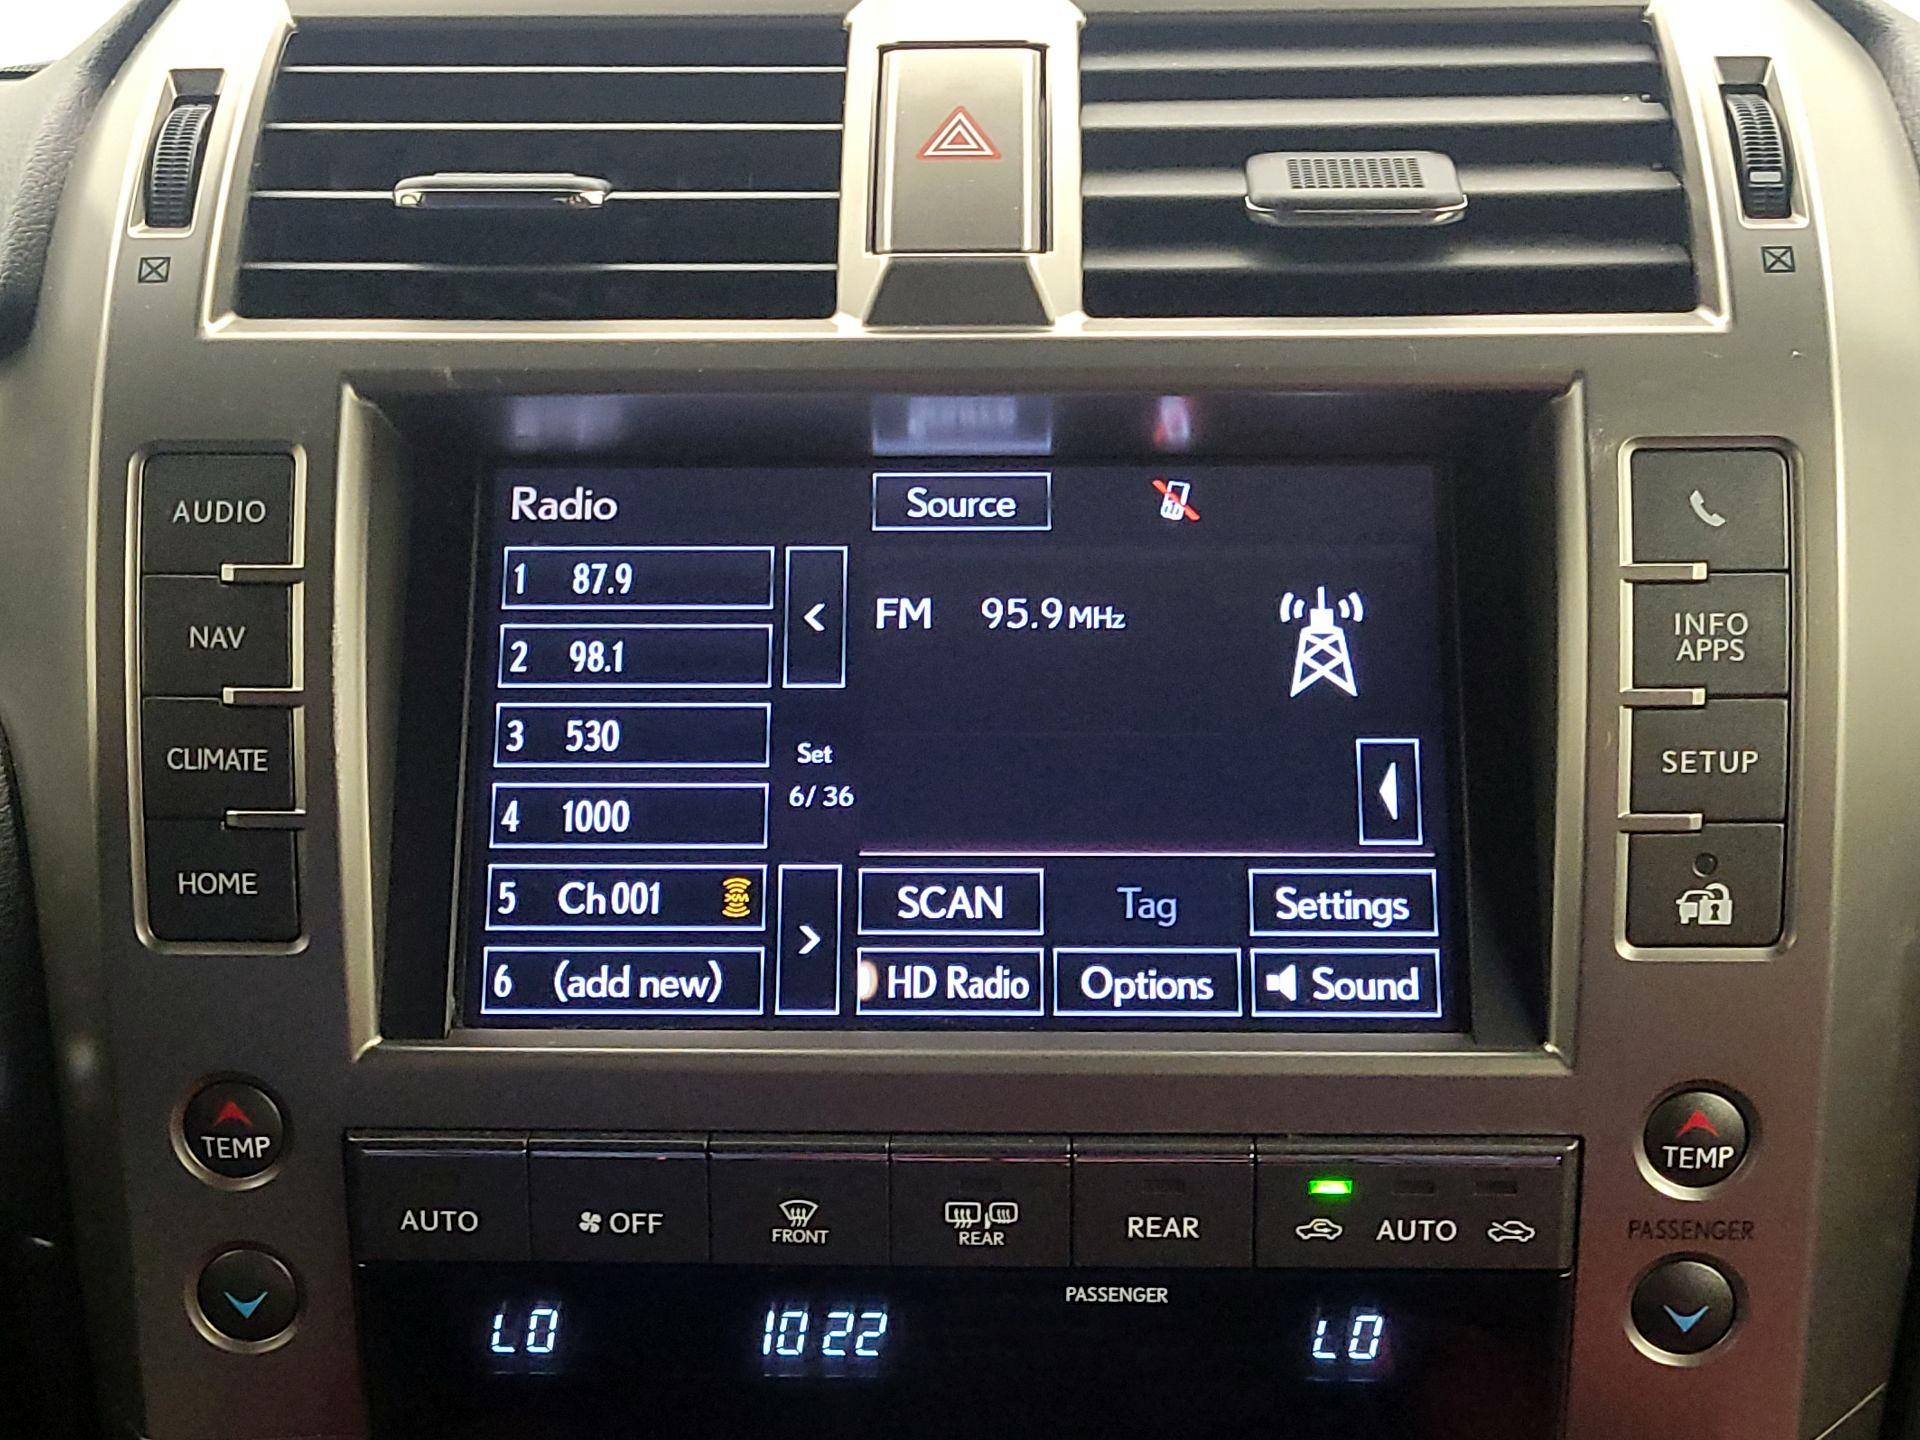 AUDIO
NAV
CLIMATE
HOME
Radio
Source
1 87.9
2 98.1
3 530
4 1000
5 Ch 001 XM
6 (add new)
<
Set
6/ 36
>
FM 95.9 MHz
SCAN
Tag
Settings
HD Radio
Options
Sound
INFO
APPS
SETUP
TEMP
TEMP
PASSENGER
AUTO
OFF
FRONT
REAR
REAR
AUTO
PASSENGER
LO
10 22
LO